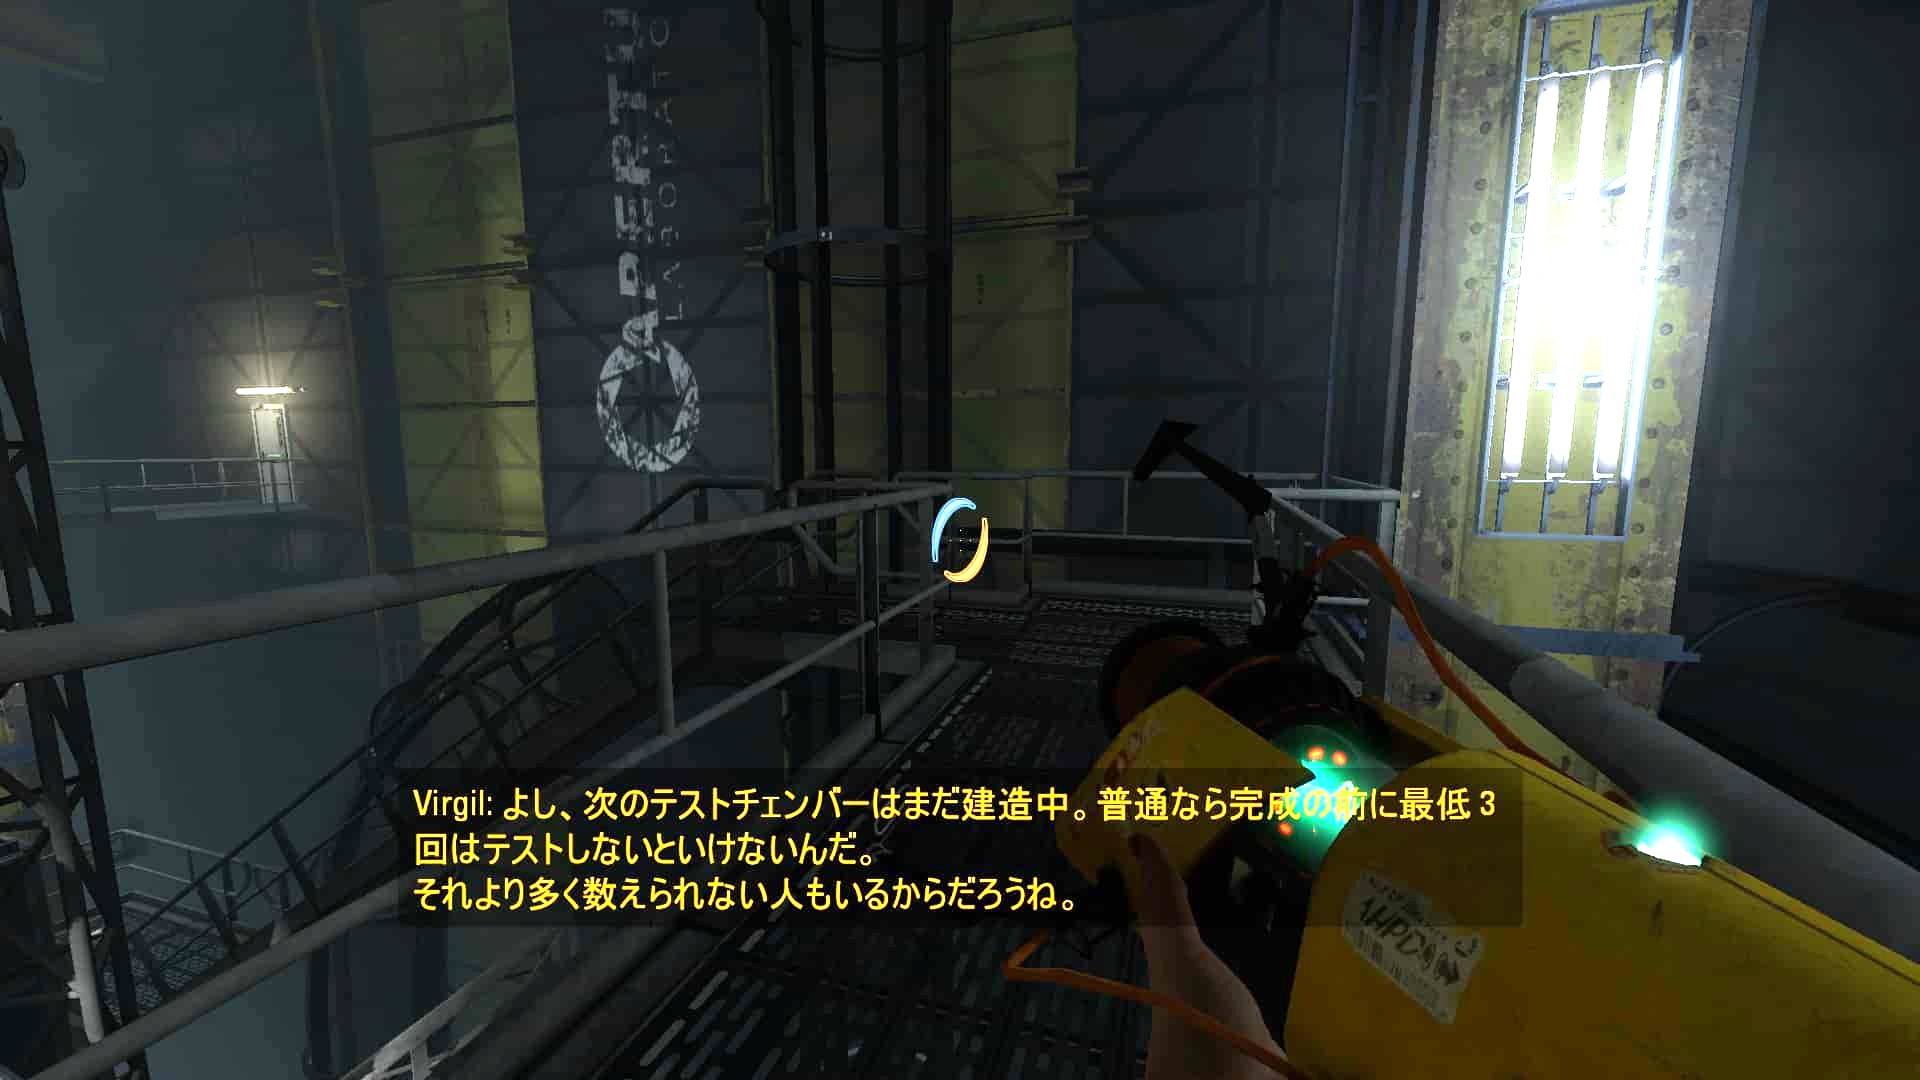 APERTU
LABORATO
Virgil: よし、次のテストチェンバーはまだ建造中。普通なら完成の前に最低 3
回はテストしないといけないんだ。
それより多く数えられない人もいるからだろうね。